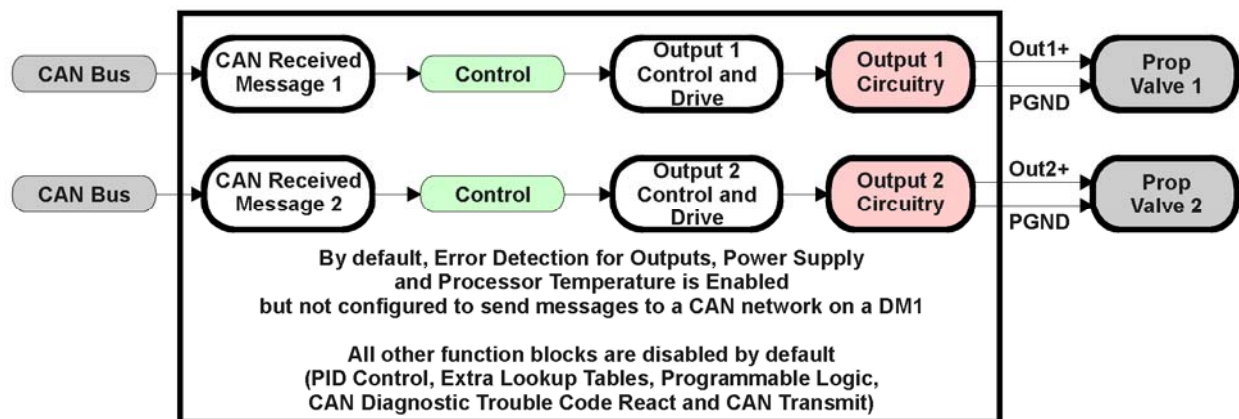 CAN Bus
CAN Received
Message 1
Control
Output 1
Control and
Drive
Output 1
Circuitry
Out1+
PGND
Prop
Valve 1
CAN Bus
CAN Received
Message 2
Control
Output 2
Control and
Drive
Output 2
Circuitry
Out2+
PGND
Prop
Valve 2
By default, Error Detection for Outputs, Power Supply
and Processor Temperature is Enabled
but not configured to send messages to a CAN network on a DM1
All other function blocks are disabled by default
(PID Control, Extra Lookup Tables, Programmable Logic,
CAN Diagnostic Trouble Code React and CAN Transmit)